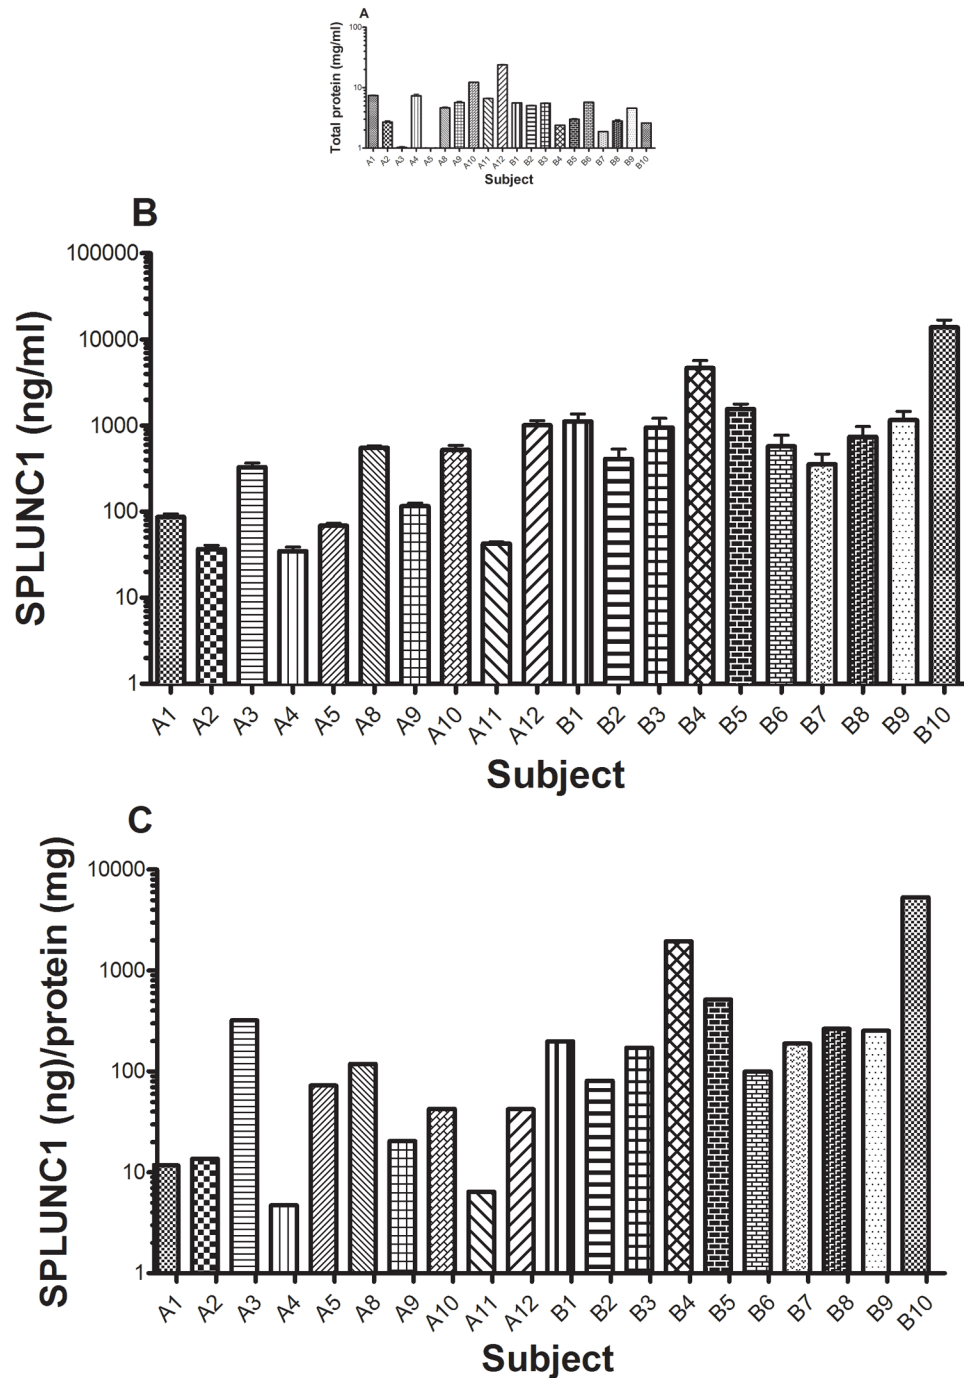 A
Total protein (mg/ml)
100
10
1
A1 A2 A3 A4 A5 A8 A9 A10 A11 A12 B1 B2 B3 B4 B5 B6 B7 B8 B9 B10
Subject
B
SPLUNC1 (ng/ml)
100000
10000
1000
100
10
1
A1 A2 A3 A4 A5 A8 A9 A10 A11 A12 B1 B2 B3 B4 B5 B6 B7 B8 B9 B10
Subject
C
SPLUNC1 (ng)/protein (mg)
10000
1000
100
10
1
A1 A2 A3 A4 A5 A8 A9 A10 A11 A12 B1 B2 B3 B4 B5 B6 B7 B8 B9 B10
Subject